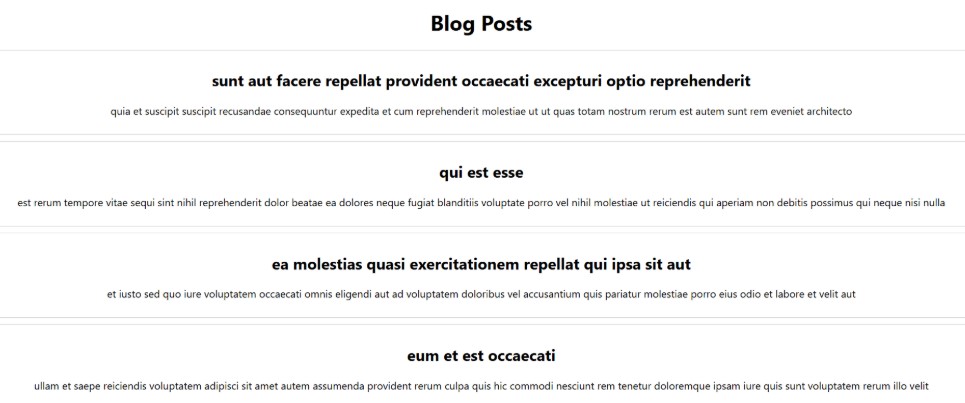 Blog Posts
sunt aut facere repellat provident occaecati excepturi optio reprehenderit
quia et suscipit suscipit recusandae consequuntur expedita et cum reprehenderit molestiae ut ut quas totam nostrum rerum est autem sunt rem eveniet architecto
qui est esse
est rerum tempore vitae sequi sint nihil reprehenderit dolor beatae ea dolores neque fugiat blanditiis voluptate porro vel nihil molestiae ut reiciendis qui aperiam non debitis possimus qui neque nisi nulla
ea molestias quasi exercitationem repellat qui ipsa sit aut
et iusto sed quo iure voluptatem occaecati omnis eligendi aut ad voluptatem doloribus vel accusantium quis pariatur molestiae porro eius odio et labore et velit aut
eum et est occaecati
ullam et saepe reiciendis voluptatem adipisci sit amet autem assumenda provident rerum culpa quis hic commodi nesciunt rem tenetur doloremque ipsam iure quis sunt voluptatem rerum illo velit